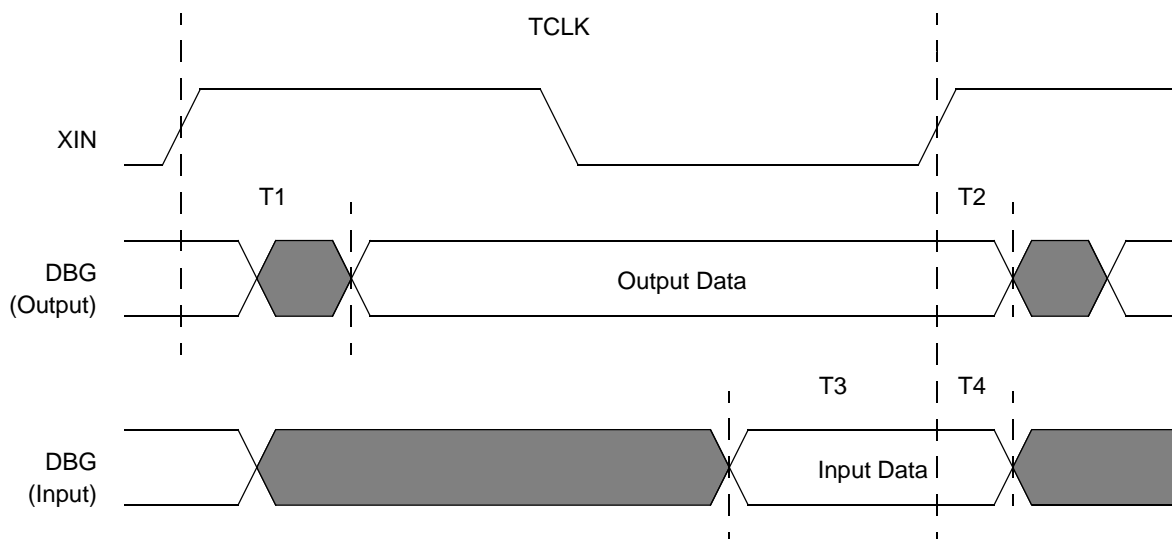 TCLK
XIN
T1
T2
DBG
(Output)
Output Data
T3
T4
DBG
(Input)
Input Data